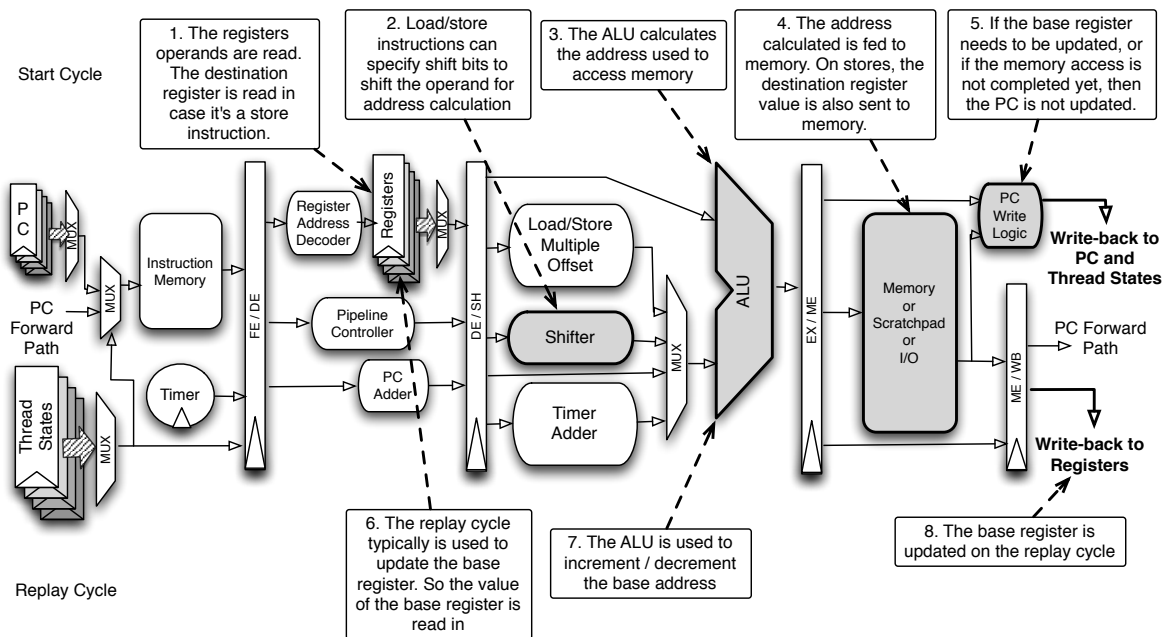 1. The registers
operands are read.
The destination
register is read in
case it's a store
instruction.
2. Load/store
instructions can
specify shift bits to
shift the operand for
address calculation
3. The ALU calculates
the address used to
access memory
4. The address
calculated is fed to
memory. On stores, the
destination register
value is also sent to
memory.
5. If the base register
needs to be updated, or
if the memory access is
not completed yet, then
the PC is not updated.
Start Cycle
P
C
MUX
MUX
Instruction
Memory
PC
Forward
Path
Thread
States
MUX
Timer
FE / DE
Register
Address
Decoder
Registers
MUX
Pipeline
Controller
PC
Adder
DE / SH
Load/Store
Multiple
Offset
Shifter
Timer
Adder
MUX
ALU
EX / ME
Memory
or
Scratchpad
or
I/O
PC
Write
Logic
Write-back to
PC and
Thread States
ME / WB
PC Forward
Path
Write-back to
Registers
6. The replay cycle
typically is used to
update the base
register. So the value
of the base register is
read in
7. The ALU is used to
increment / decrement
the base address
8. The base register is
updated on the replay cycle
Replay Cycle